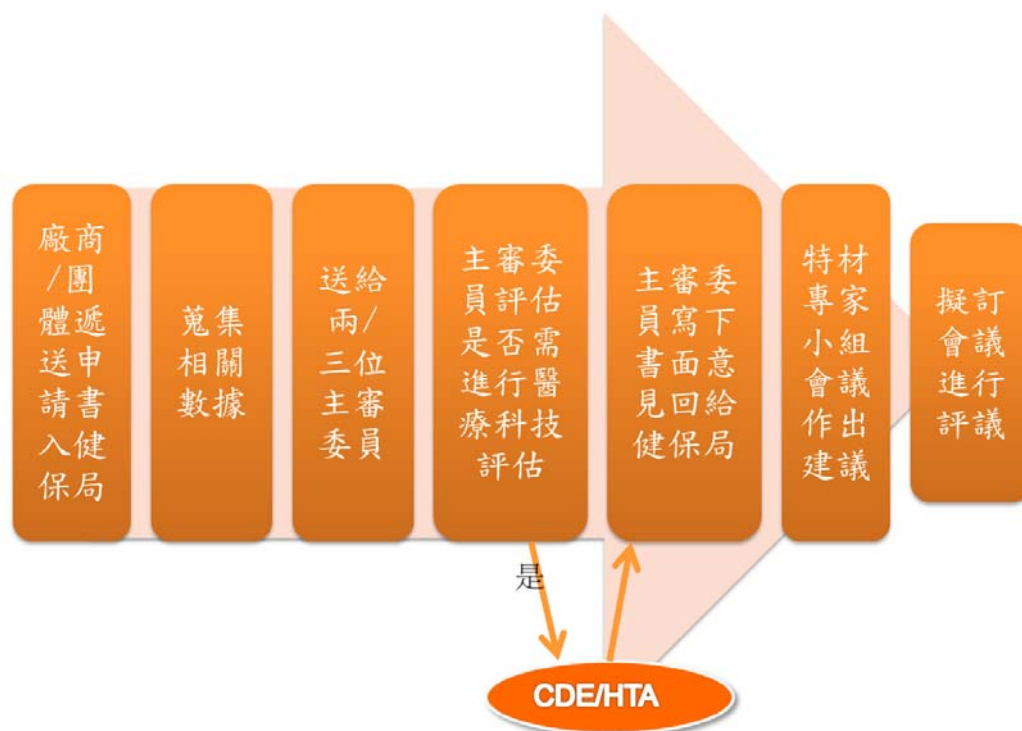 廠商
/團
體遞
送申
請書
入健
保局
蒐集
相關
數據
送給
兩/
三位
主審
委員
主審委
員評估
是否需
進行醫
療科技
評估
主審委
員寫下
書面意
見回給
健保局
特材
專家
小組
會議
作出
建議
擬訂
會議
進行
評議
是
CDE/HTA